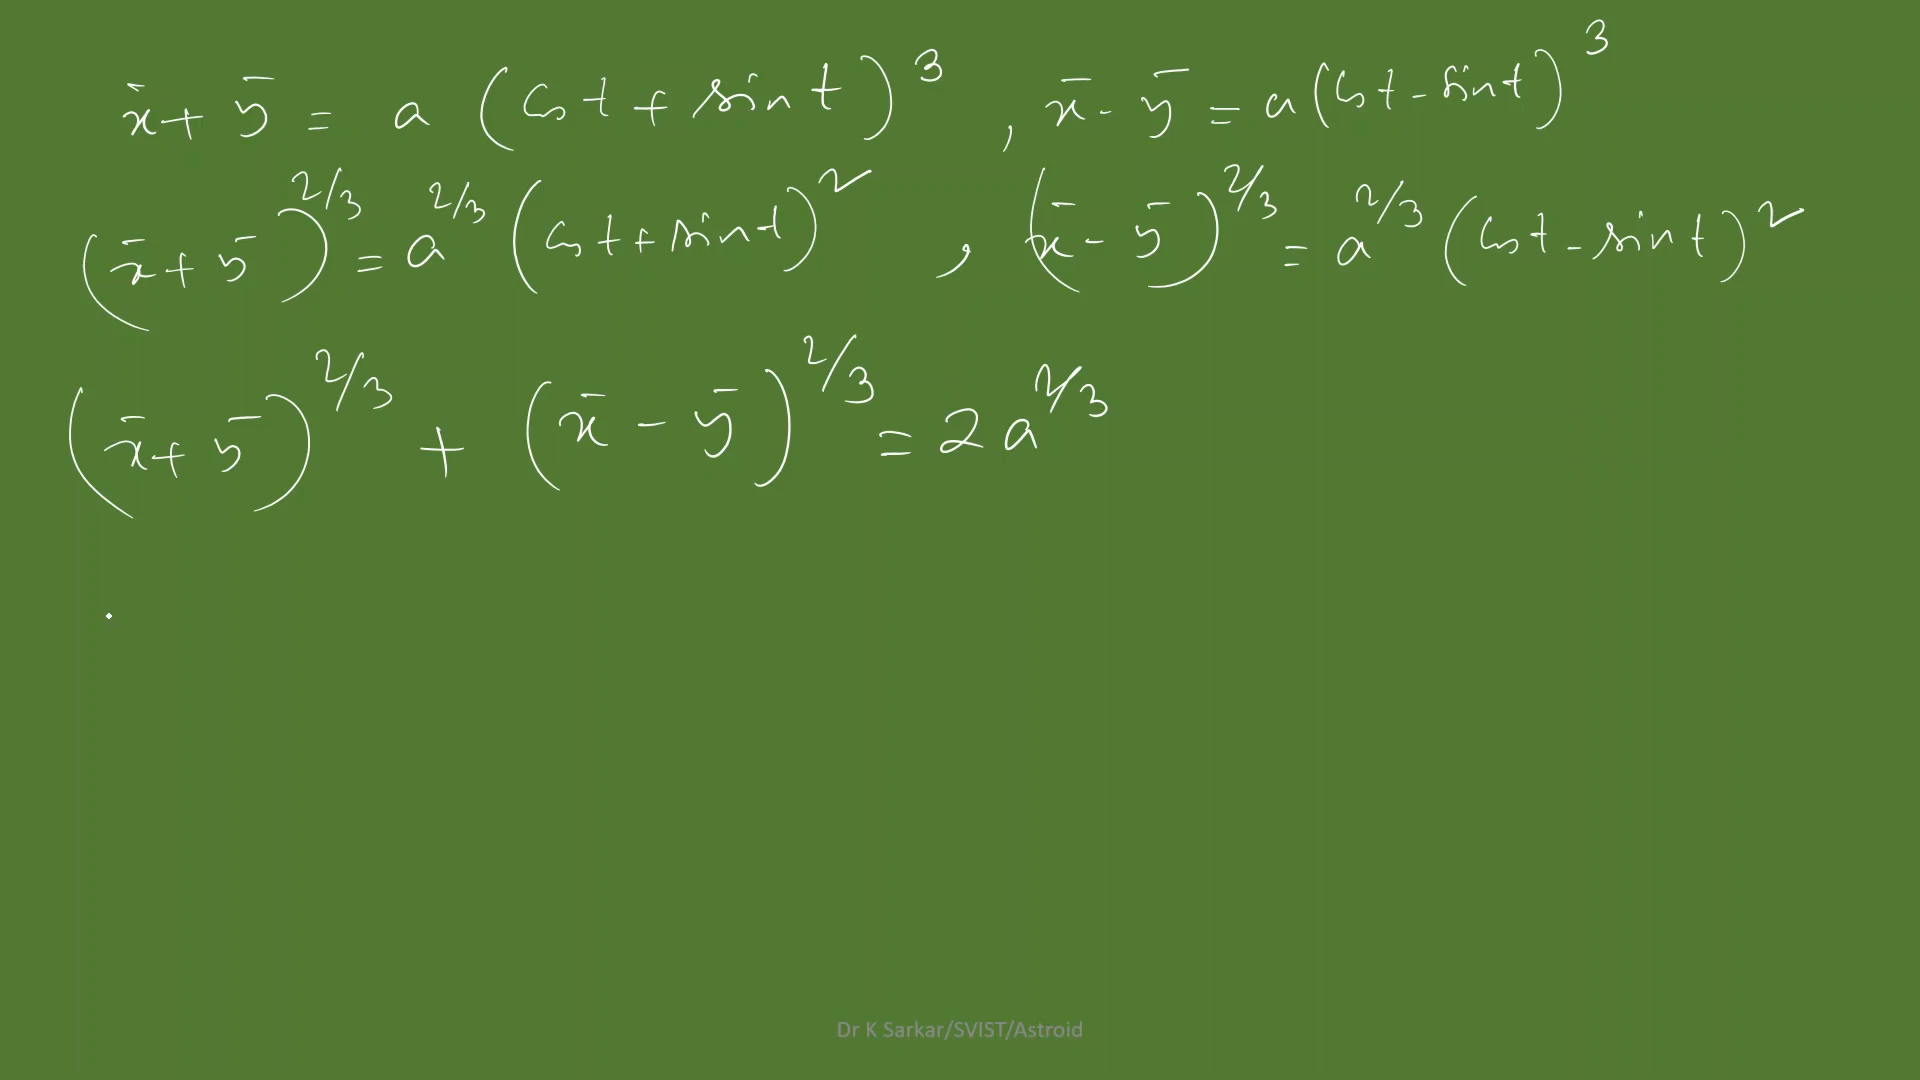 x̄ + ȳ = a (cos t + sin t)³ , x̄ - ȳ = a (cos t - sin t)³
(x̄ + ȳ)^2/3 = a^2/3 (cos t + sin t)² , (x̄ - ȳ)^2/3 = a^2/3 (cos t - sin t)²
(x̄ + ȳ)^2/3 + (x̄ - ȳ)^2/3 = 2a^2/3
Dr K Sarkar/SVIST/Astroid